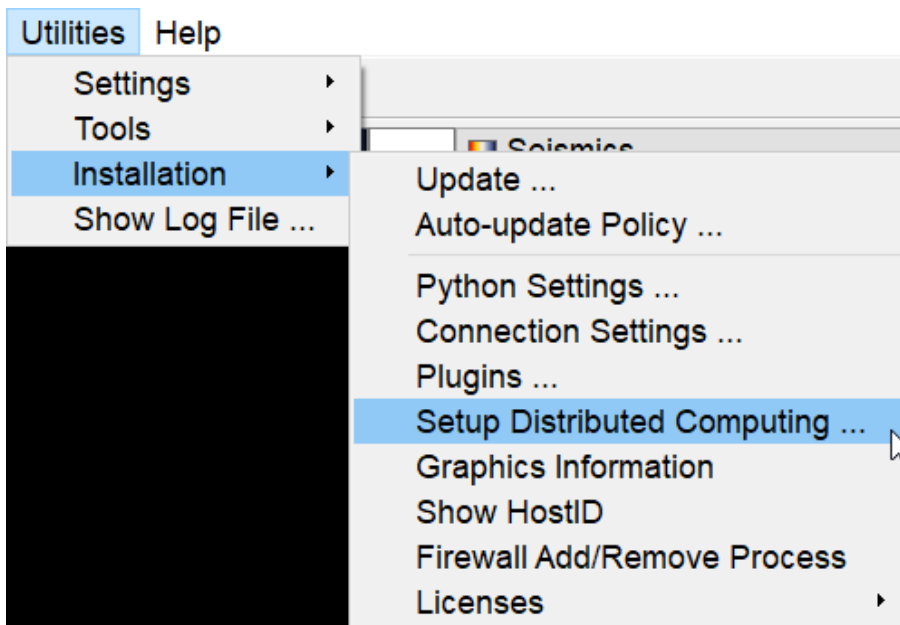 Utilities Help
Settings
Tools
Seismics
Installation
Update ...
Show Log File ...
Auto-update Policy ...
Python Settings ...
Connection Settings ...
Plugins ...
Setup Distributed Computing ...
Graphics Information
Show HostID
Firewall Add/Remove Process
Licenses